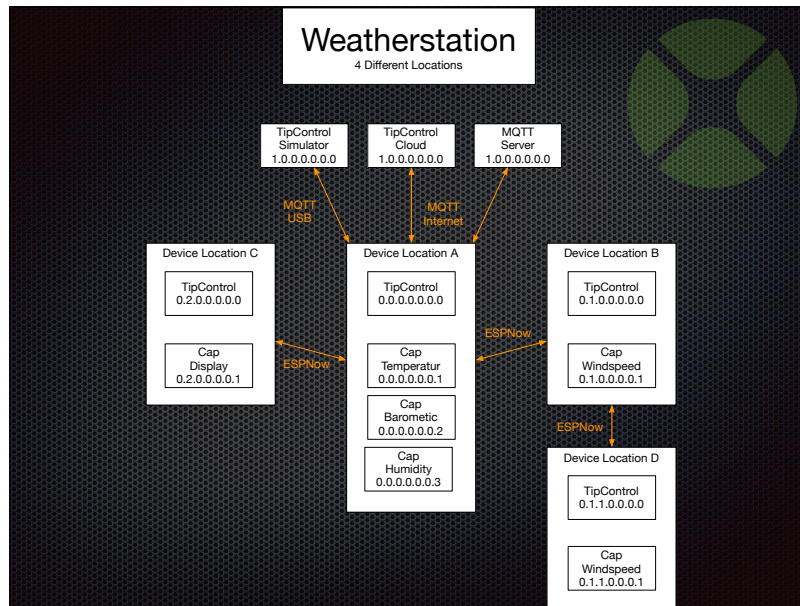 Weatherstation
4 Different Locations
TipControl
Simulator
1.0.0.0.0.0.0
TipControl
Cloud
1.0.0.0.0.0.0
MQTT
Server
1.0.0.0.0.0.0
MQTT
USB
MQTT
Internet
Device Location C
TipControl
0.2.0.0.0.0.0
Cap
Display
0.2.0.0.0.0.1
ESPNow
Device Location A
TipControl
0.0.0.0.0.0.0
Cap
Temperatur
0.0.0.0.0.0.1
Cap
Barometic
0.0.0.0.0.0.2
Cap
Humidity
0.0.0.0.0.0.3
ESPNow
Device Location B
TipControl
0.1.0.0.0.0.0
Cap
Windspeed
0.1.0.0.0.0.1
ESPNow
Device Location D
TipControl
0.1.1.0.0.0.0
Cap
Windspeed
0.1.1.0.0.0.1